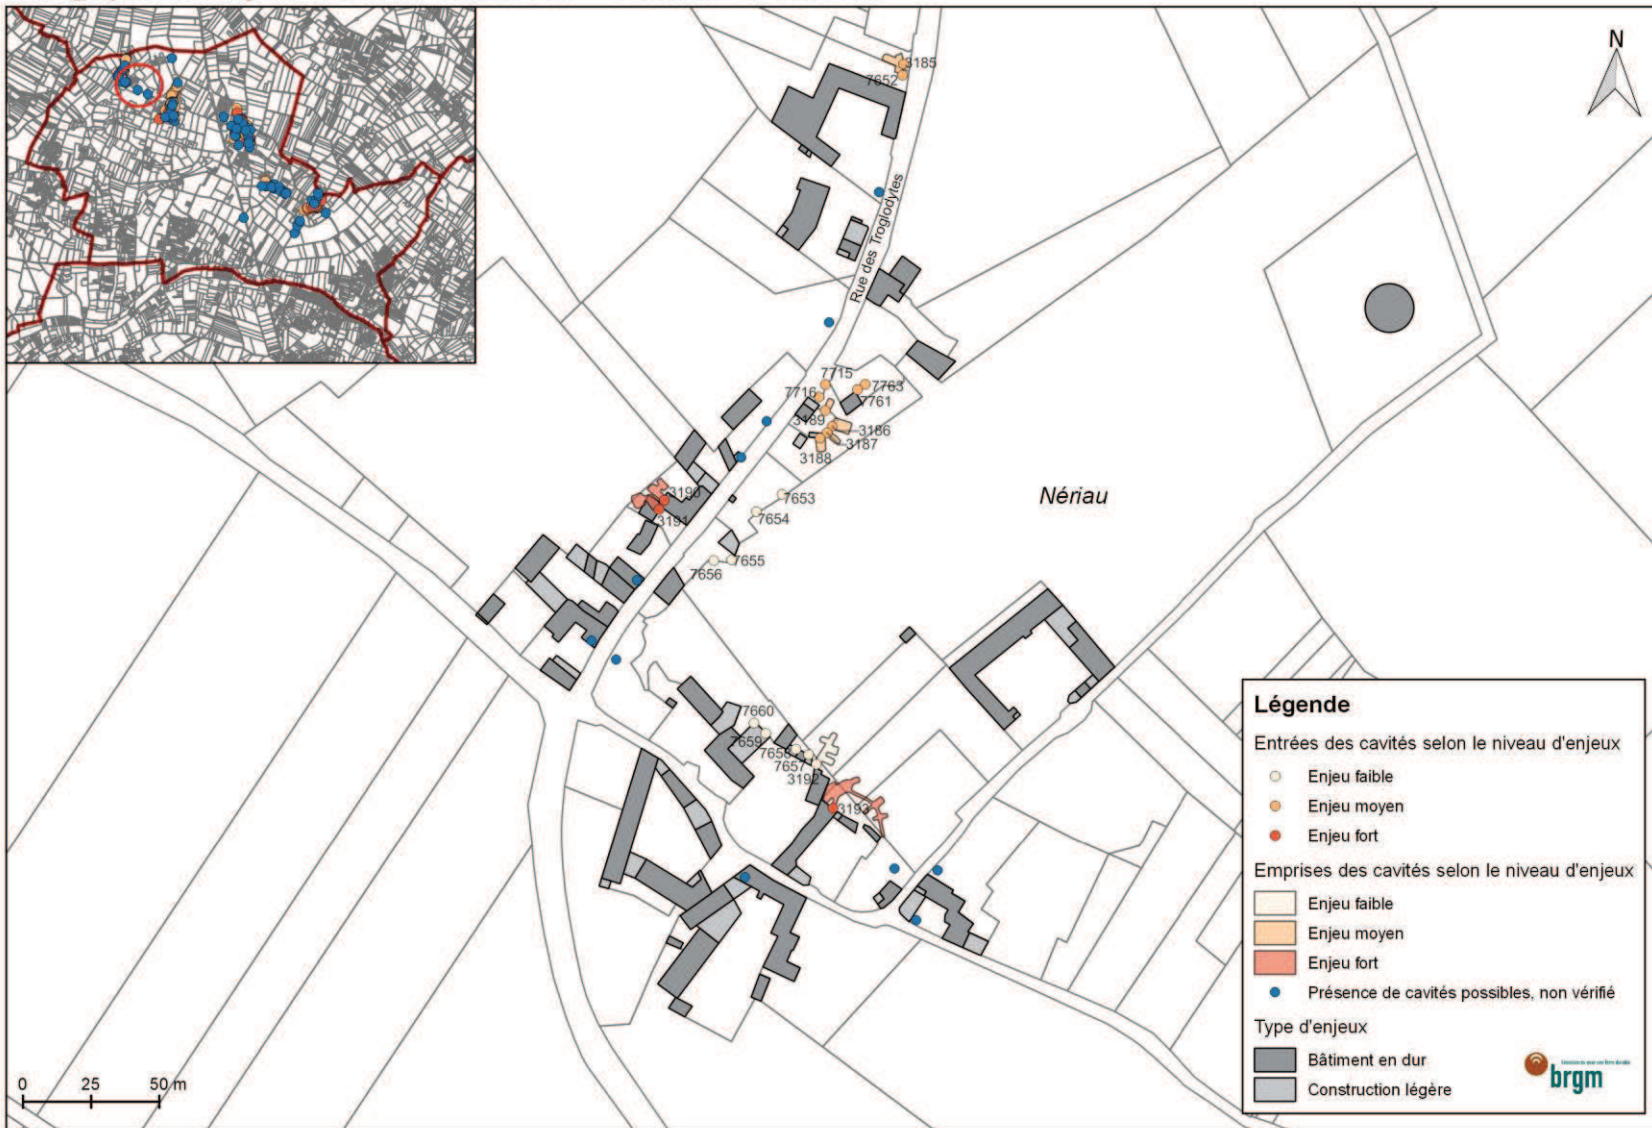 N
3185
7652
Rue des Troglodytes
7715
7716
7763
7761
3189
3186
3187
3188
3190
3191
7653
7654
7655
7656
Nériau
7660
7659
7658
7657
3192
3193
Légende
Entrées des cavités selon le niveau d'enjeux
Enjeu faible
Enjeu moyen
Enjeu fort
Emprises des cavités selon le niveau d'enjeux
Enjeu faible
Enjeu moyen
Enjeu fort
Présence de cavités possibles, non vérifié
Type d'enjeux
Bâtiment en dur
Construction légère
brgm
0 25 50 m